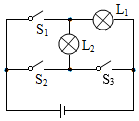 S₁ L₁
L₂
S₂ S₃